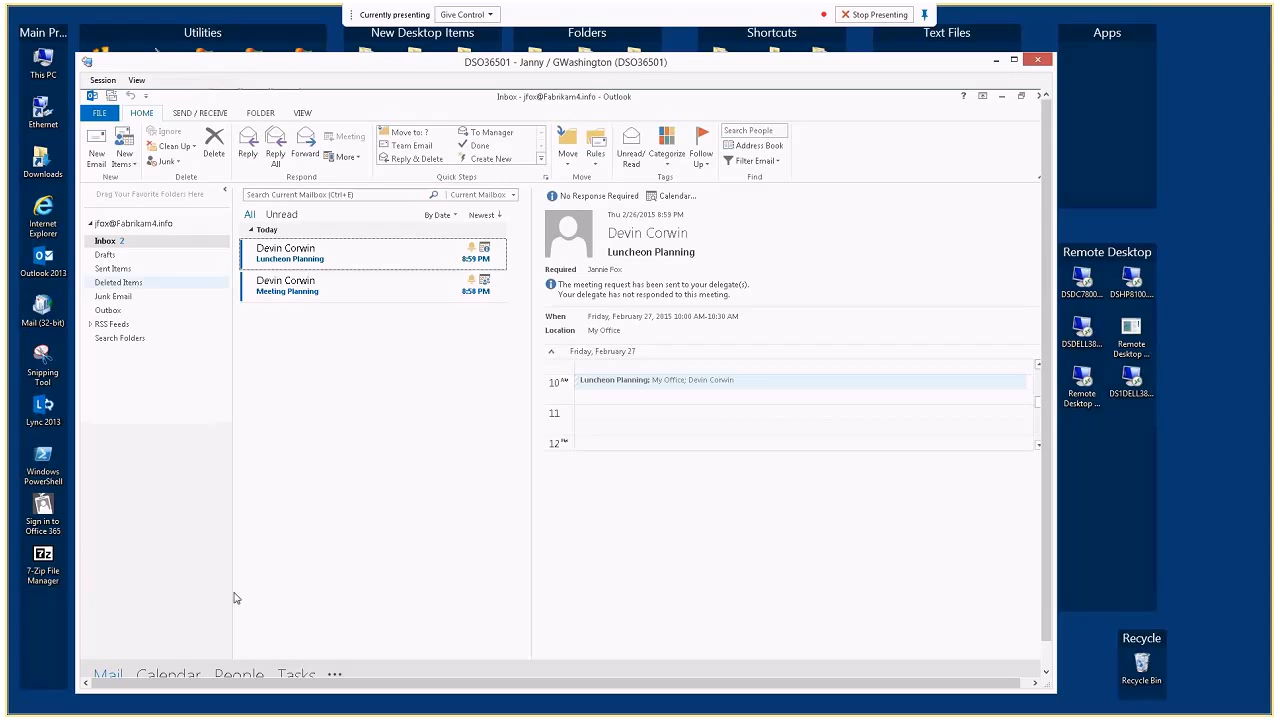 Currently presenting
Give Control
Stop Presenting
Main Pr...
Utilities
New Desktop Items
Folders
Shortcuts
Text Files
Apps
DSO36501 - Janny / GWashington (DSO36501)
Session
View
Inbox - jfox@Fabrikam4.info - Outlook
FILE
HOME
SEND / RECEIVE
FOLDER
VIEW
New Email
New Items
New
Ignore
Clean Up
Junk
Delete
Delete
Reply
Reply All
Forward
Meeting
More
Respond
Move to: ?
Team Email
Reply & Delete
To Manager
Done
Create New
Quick Steps
Move
Rules
Move
Unread/ Read
Categorize
Follow Up
Tags
Search People
Address Book
Filter Email
Find
Drag Your Favorite Folders Here
jfox@Fabrikam4.info
Inbox 2
Drafts
Sent Items
Deleted Items
Junk Email
Outbox
RSS Feeds
Search Folders
Search Current Mailbox (Ctrl+E)
Current Mailbox
All
Unread
By Date
Newest
Today
Devin Corwin
Luncheon Planning
8:59 PM
Devin Corwin
Meeting Planning
8:58 PM
No Response Required
Calendar...
Thu 2/26/2015 8:59 PM
Devin Corwin
Luncheon Planning
Required
Jannie Fox
The meeting request has been sent to your delegate(s).
Your delegate has not responded to this meeting.
When
Friday, February 27, 2015 10:00 AM-10:30 AM
Location
My Office
Friday, February 27
10 AM
Luncheon Planning; My Office; Devin Corwin
11
12 PM
Mail
Calendar
People
Tasks
This PC
Ethernet
Downloads
Internet Explorer
Outlook 2013
Mail (32-bit)
Snipping Tool
Lync 2013
Windows PowerShell
Sign in to Office 365
7-Zip File Manager
Remote Desktop
DSDC7800...
DSHP8100....
DSDELL38...
Remote Desktop ...
Remote Desktop ...
DS1DELL38...
Recycle
Recycle Bin